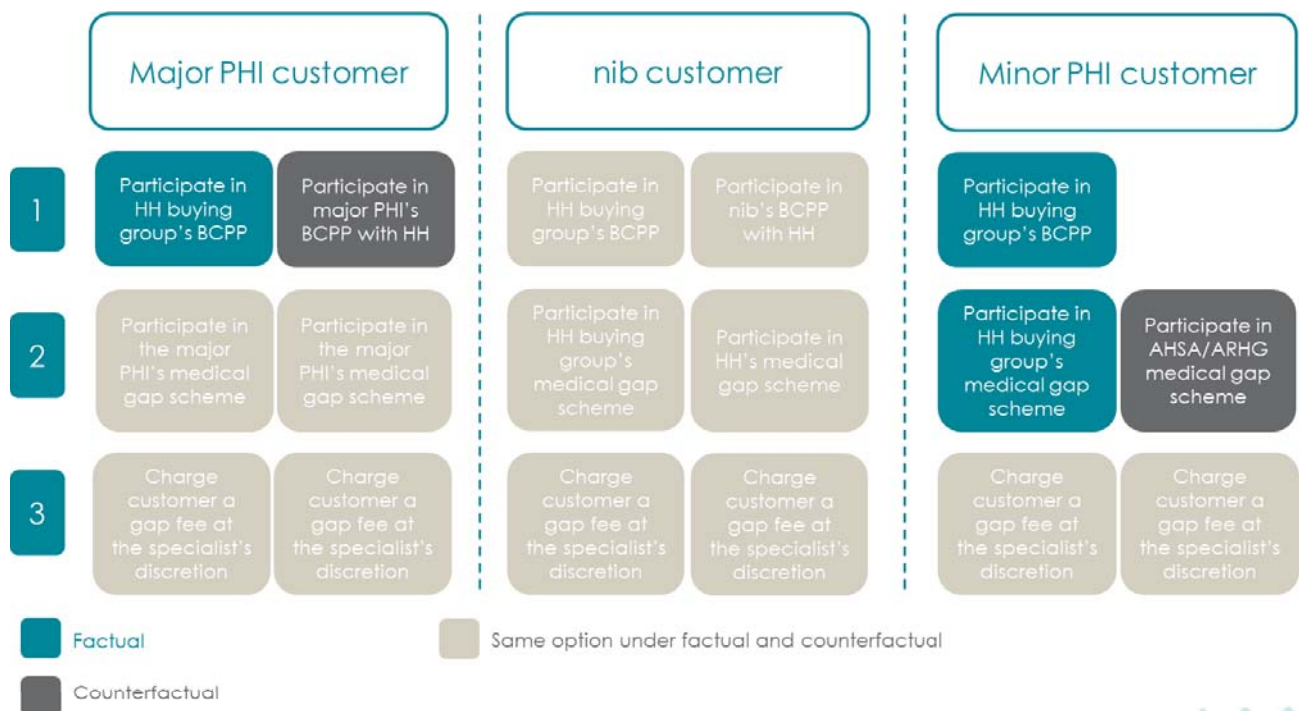 Major PHI customer
nib customer
Minor PHI customer
1
Participate in
HH buying
group's BCPP
Participate in
major PHI's
BCPP with HH
Participate in
HH buying
group's BCPP
Participate in
nib's BCPP
with HH
Participate in
HH buying
group's BCPP
2
Participate in
the major
PHI's medical
gap scheme
Participate in
the major
PHI's medical
gap scheme
Participate in
HH buying
group's
medical gap
scheme
Participate in
HH's medical
gap scheme
Participate in
HH buying
group's
medical gap
scheme
Participate in
AHSA/ARHG
medical gap
scheme
3
Charge
customer a
gap fee at
the specialist's
discretion
Charge
customer a
gap fee at
the specialist's
discretion
Charge
customer a
gap fee at
the specialist's
discretion
Charge
customer a
gap fee at
the specialist's
discretion
Charge
customer a
gap fee at
the specialist's
discretion
Charge
customer a
gap fee at
the specialist's
discretion
Factual
Same option under factual and counterfactual
Counterfactual